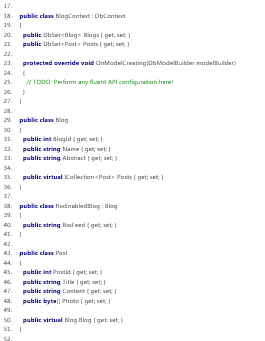 17.
18. public class BlogContext : DbContext
19. {
20. public DbSet<Blog> Blogs { get; set; }
21. public DbSet<Post> Posts { get; set; }
22.
23. protected override void OnModelCreating(DbModelBuilder modelBuilder)
24. {
25. // TODO: Perform any fluent API configuration here!
26. }
27. }
28.
29. public class Blog
30. {
31. public int BlogId { get; set; }
32. public string Name { get; set; }
33. public string Abstract { get; set; }
34.
35. public virtual ICollection<Post> Posts { get; set; }
36. }
37.
38. public class RssEnabledBlog : Blog
39. {
40. public string RssFeed { get; set; }
41. }
42.
43. public class Post
44. {
45. public int PostId { get; set; }
46. public string Title { get; set; }
47. public string Content { get; set; }
48. public byte[] Photo { get; set; }
49.
50. public virtual Blog Blog { get; set; }
51. }
52.